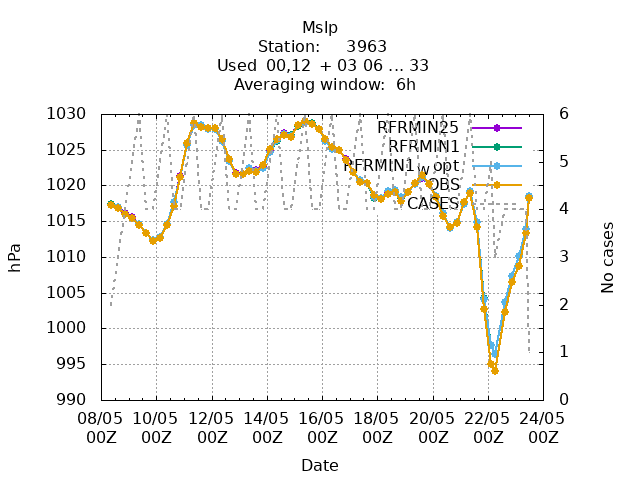 Mslp
Station: 3963
Used 00,12 + 03 06 ... 33
Averaging window: 6h
1030
1025
1020
1015
1010
1005
1000
995
990
hPa
6
5
4
3
2
1
0
No cases
RFRMIN25
RFRMIN1
RFRMIN1_w_opt
OBS
CASES
08/05 10/05 12/05 14/05 16/05 18/05 20/05 22/05 24/05
00Z 00Z 00Z 00Z 00Z 00Z 00Z 00Z 00Z
Date